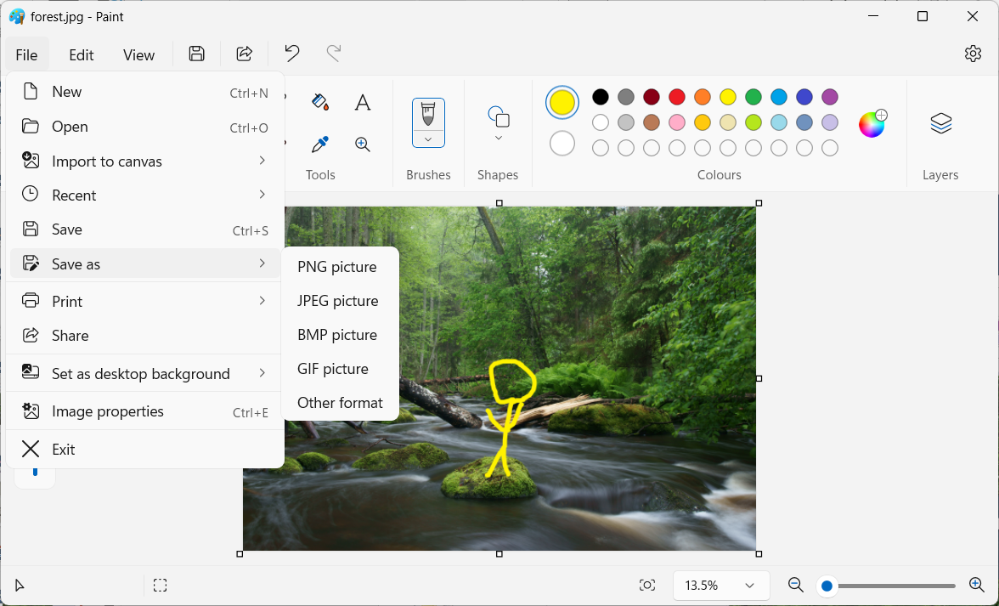 forest.jpg - Paint
File Edit View
New Ctrl+N
Open Ctrl+O
Import to canvas
Recent
Save Ctrl+S
Save as
Print
Share
Set as desktop background
Image properties Ctrl+E
Exit
PNG picture
JPEG picture
BMP picture
GIF picture
Other format
Tools Brushes Shapes Colours Layers
13.5%